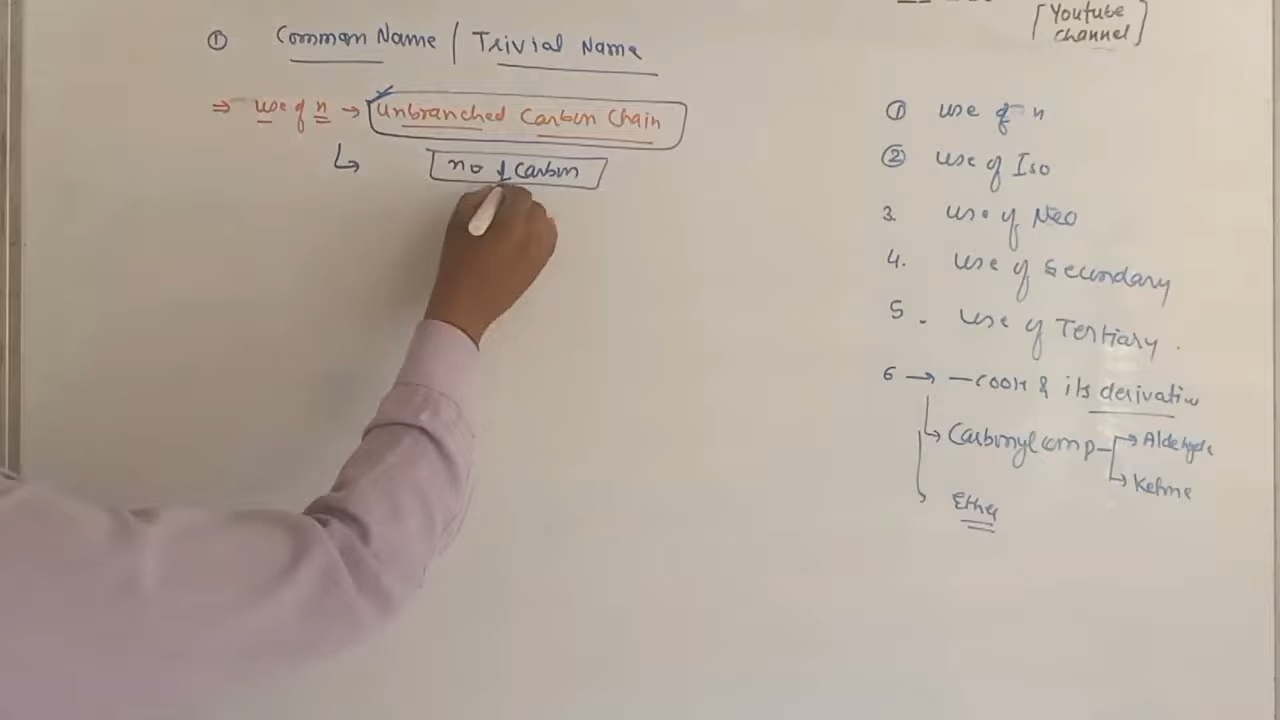 [Youtube
channel]
① Common Name / Trivial Name
⇒ use of n → Unbranched Carbon Chain
↳ no of Carbon
① use of n
② use of Iso
3. use of Neo
4. use of Secondary
5. use of Tertiary.
6 → -COOH & its derivative
↳ Carbonyl comp → Aldehyde
↳ Ketone
↳ Ether